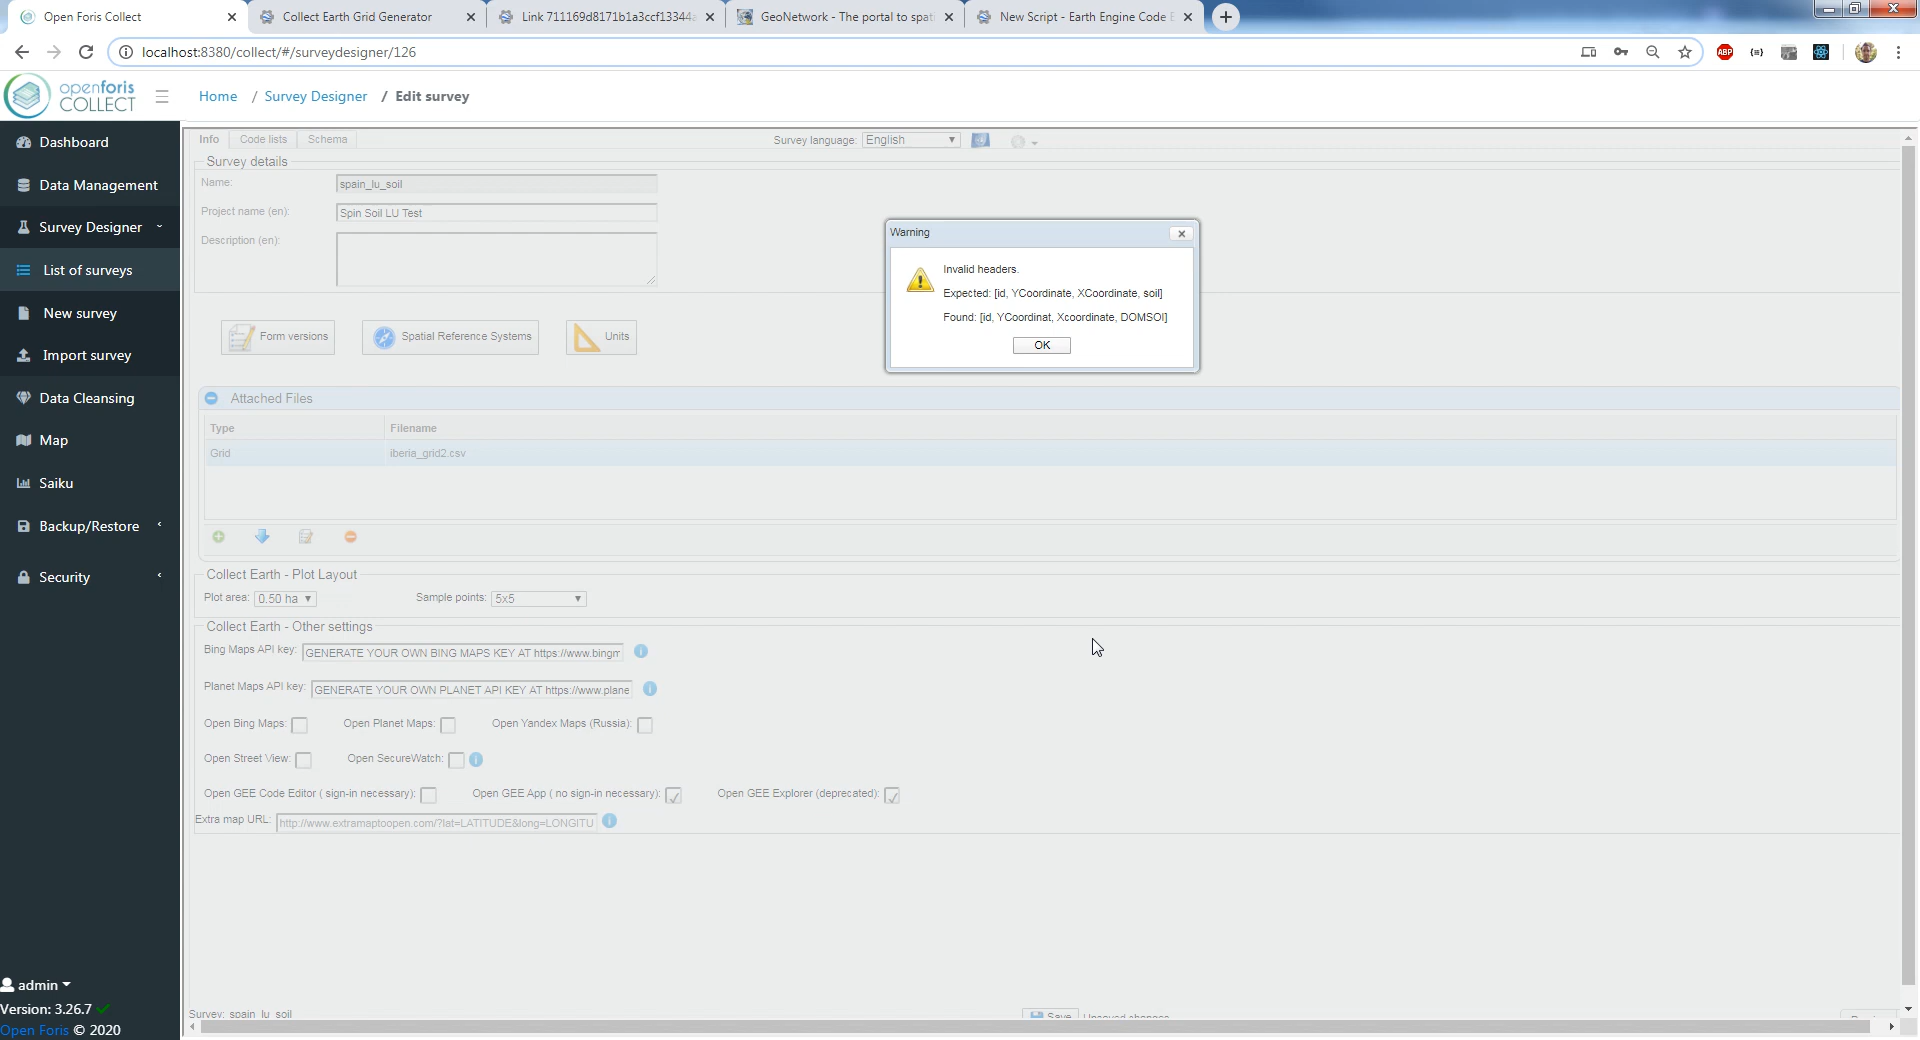 Open Foris Collect
Collect Earth Grid Generator
Link 711169d8171b1a3ccf13344
GeoNetwork - The portal to spati
New Script - Earth Engine Code E
localhost:8380/collect/#/surveydesigner/126
ABP
openforis
COLLECT
Home / Survey Designer / Edit survey
Dashboard
Data Management
Survey Designer
List of surveys
New survey
Import survey
Data Cleansing
Map
Saiku
Backup/Restore
Security
admin
Version: 3.26.7
Open Foris © 2020
Info Code lists Schema
Survey language: English
Survey details
Name: spain_lu_soil
Project name (en): Spin Soil LU Test
Description (en):
Form versions
Spatial Reference Systems
Units
Warning
Invalid headers.
Expected: [id, YCoordinate, XCoordinate, soil]
Found: [id, YCoordinat, Xcoordinate, DOMSOI]
OK
Attached Files
Type Filename
Grid iberia_grid2.csv
Collect Earth - Plot Layout
Plot area: 0.50 ha Sample points: 5x5
Collect Earth - Other settings
Bing Maps API key: GENERATE YOUR OWN BING MAPS KEY AT https://www.bingm
Planet Maps API key: GENERATE YOUR OWN PLANET API KEY AT https://www.plane
Open Bing Maps: Open Planet Maps: Open Yandex Maps (Russia):
Open Street View: Open SecureWatch:
Open GEE Code Editor ( sign-in necessary): Open GEE App ( no sign-in necessary): Open GEE Explorer (deprecated):
Extra map URL: http://www.extramaptoopen.com/?lat=LATITUDE&long=LONGITU
Survey: spain_lu_soil
Save Unsaved changes